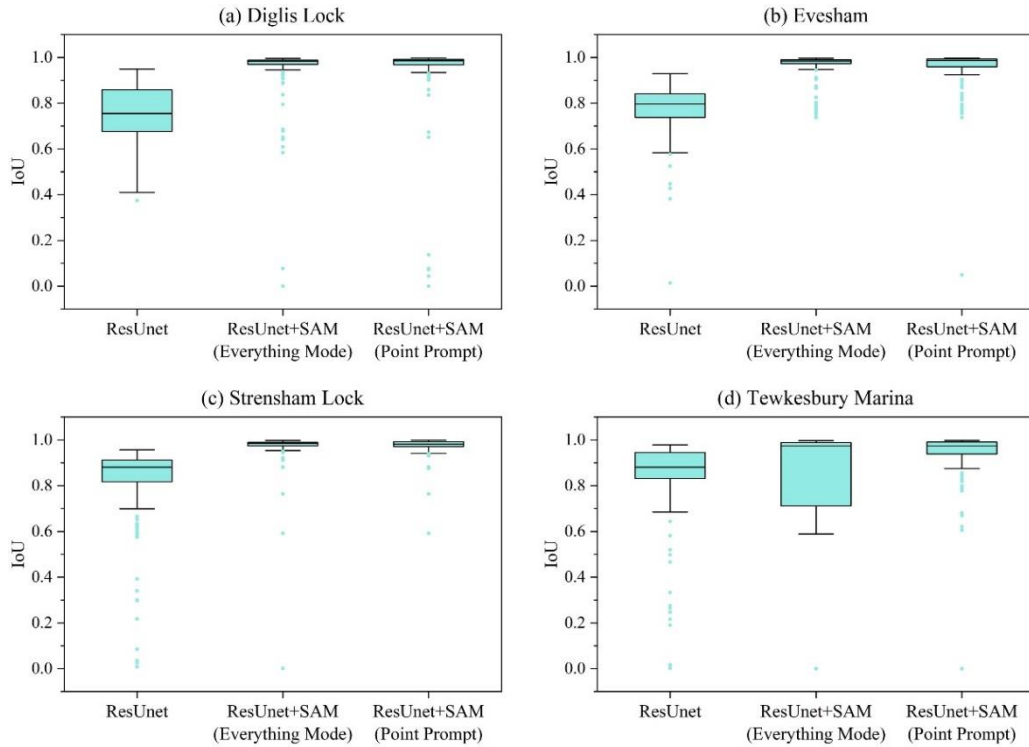 (a) Diglis Lock
IoU
1.0
0.8
0.6
0.4
0.2
0.0
ResUnet
ResUnet+SAM
(Everything Mode)
ResUnet+SAM
(Point Prompt)
(b) Evesham
IoU
1.0
0.8
0.6
0.4
0.2
0.0
ResUnet
ResUnet+SAM
(Everything Mode)
ResUnet+SAM
(Point Prompt)
(c) Strensham Lock
IoU
1.0
0.8
0.6
0.4
0.2
0.0
ResUnet
ResUnet+SAM
(Everything Mode)
ResUnet+SAM
(Point Prompt)
(d) Tewkesbury Marina
IoU
1.0
0.8
0.6
0.4
0.2
0.0
ResUnet
ResUnet+SAM
(Everything Mode)
ResUnet+SAM
(Point Prompt)